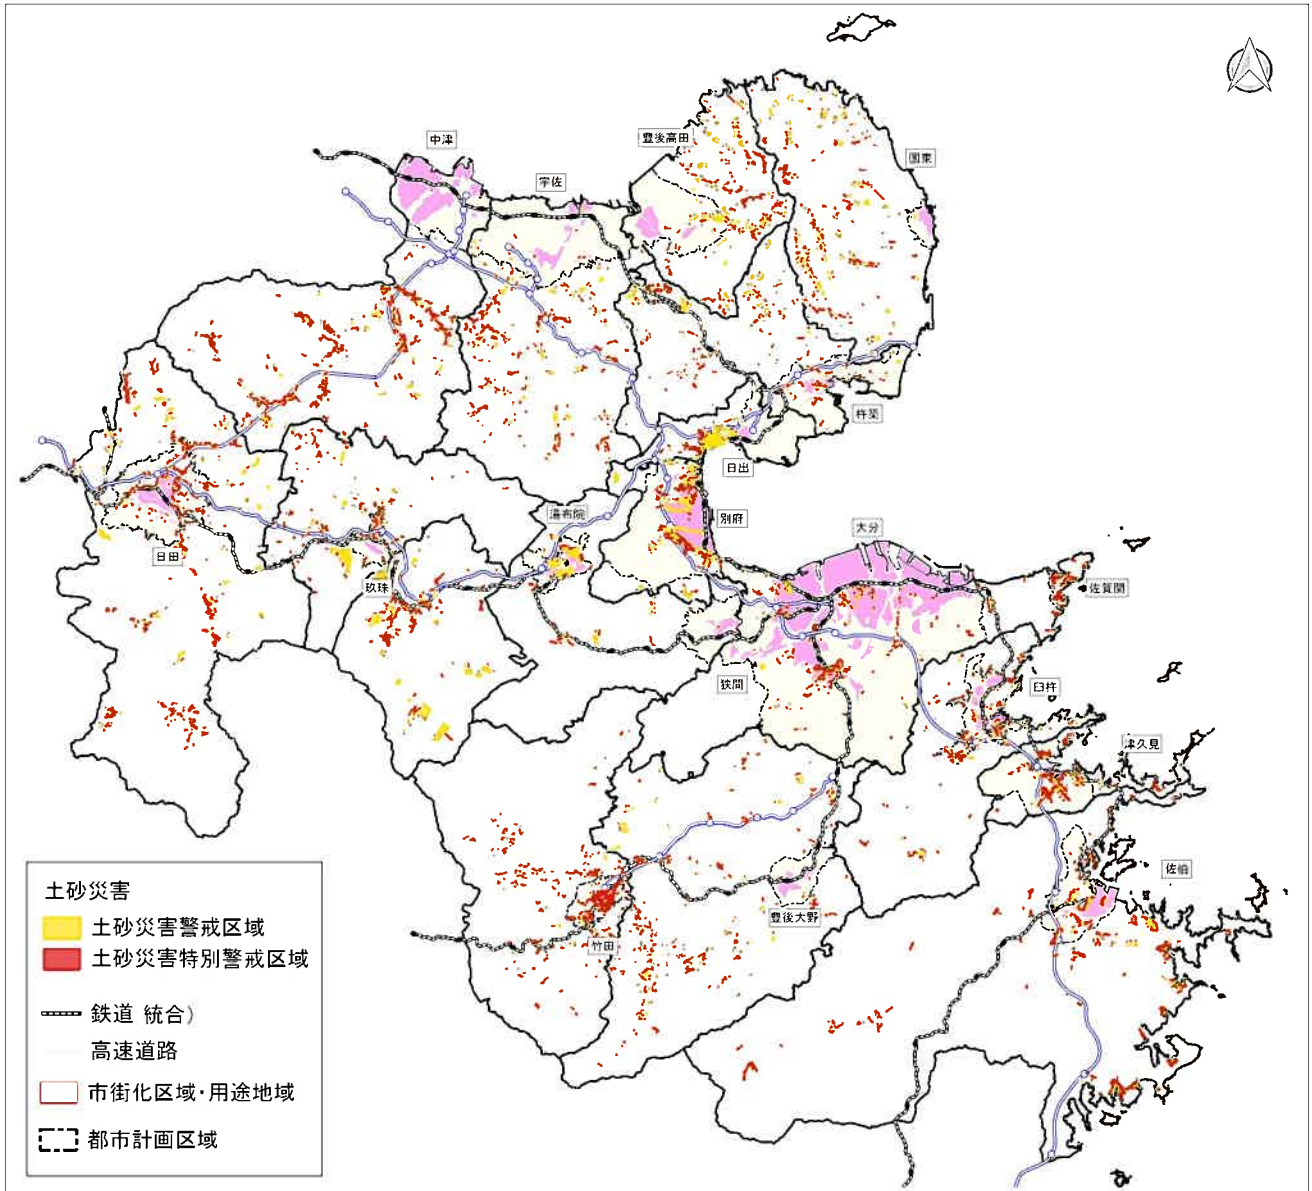 中津
豊後高田
国東
宇佐
杵築
日出
別府
湯布院
大分
日田
玖珠
佐賀関
狭間
臼杵
津久見
佐伯
豊後大野
竹田
土砂災害
土砂災害警戒区域
土砂災害特別警戒区域
鉄道 統合)
高速道路
市街化区域・用途地域
都市計画区域